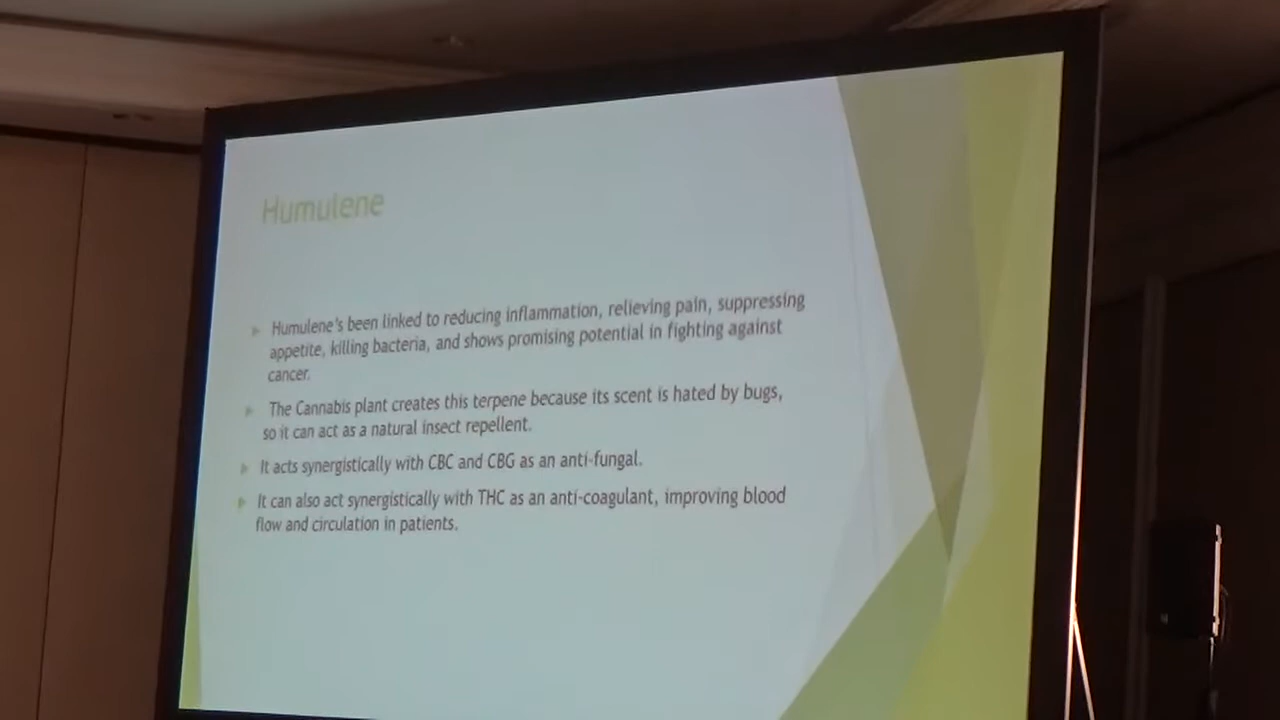 Humulene
Humulene's been linked to reducing inflammation, relieving pain, suppressing
appetite, killing bacteria, and shows promising potential in fighting against
cancer.
The Cannabis plant creates this terpene because its scent is hated by bugs,
so it can act as a natural insect repellent.
It acts synergistically with CBC and CBG as an anti-fungal.
It can also act synergistically with THC as an anti-coagulant, improving blood
flow and circulation in patients.